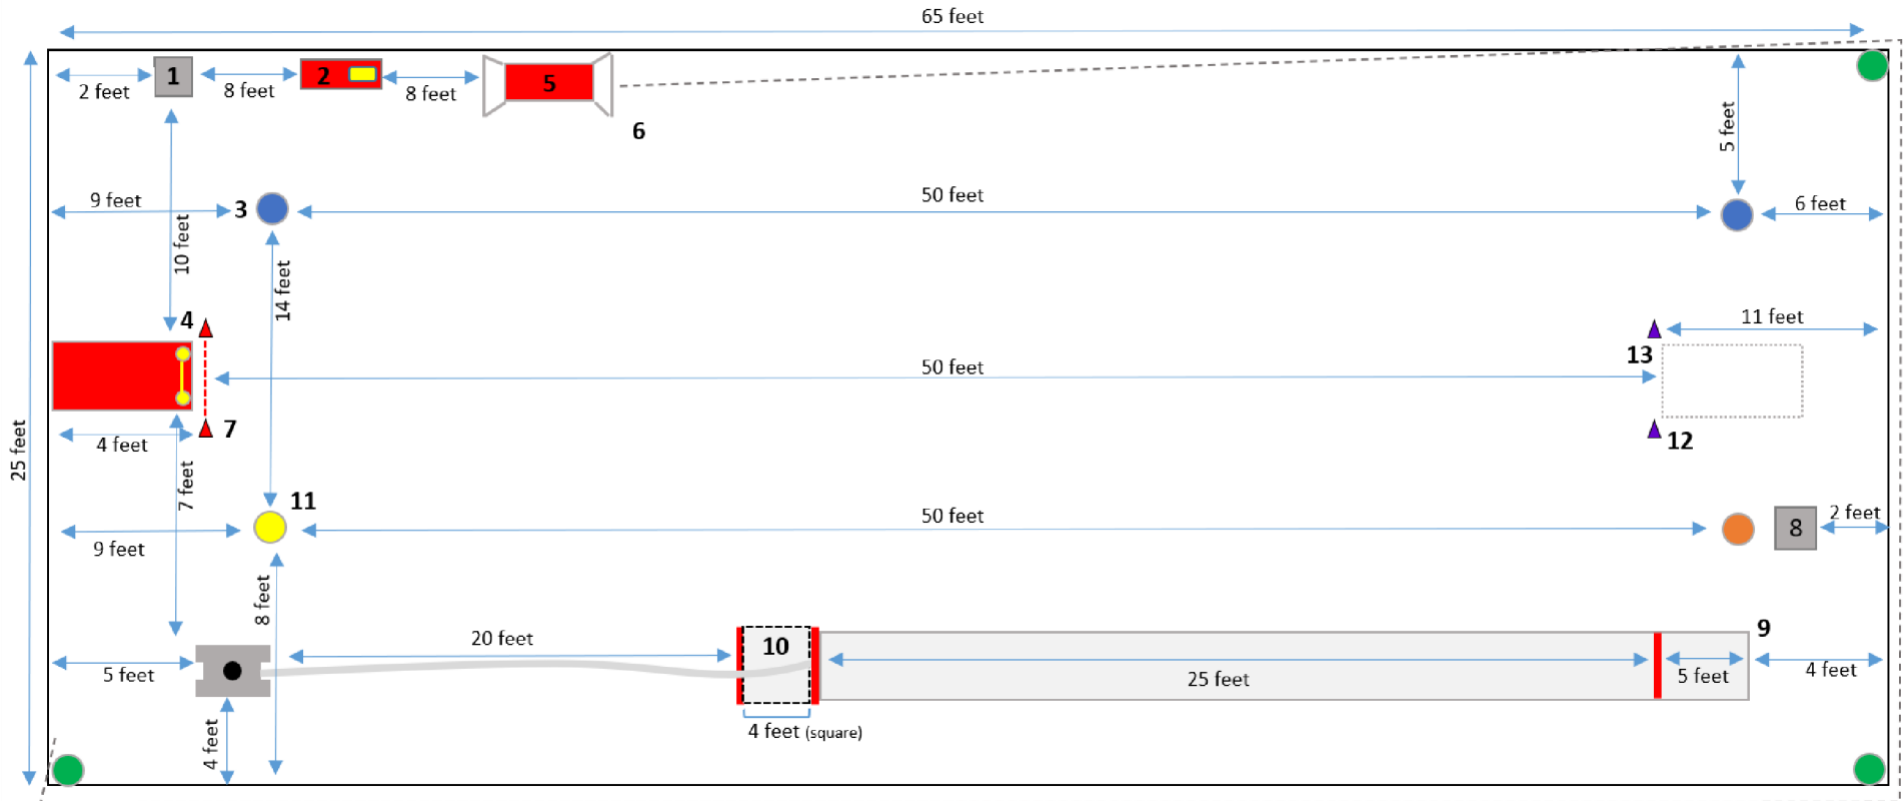 65 feet
1
2
5
2 feet
8 feet
8 feet
6
5 feet
9 feet
3
50 feet
6 feet
10 feet
14 feet
4
11 feet
13
50 feet
7
4 feet
12
25 feet
7 feet
11
50 feet
8
2 feet
9 feet
8 feet
20 feet
10
9
5 feet
25 feet
5 feet
4 feet
4 feet
4 feet (square)